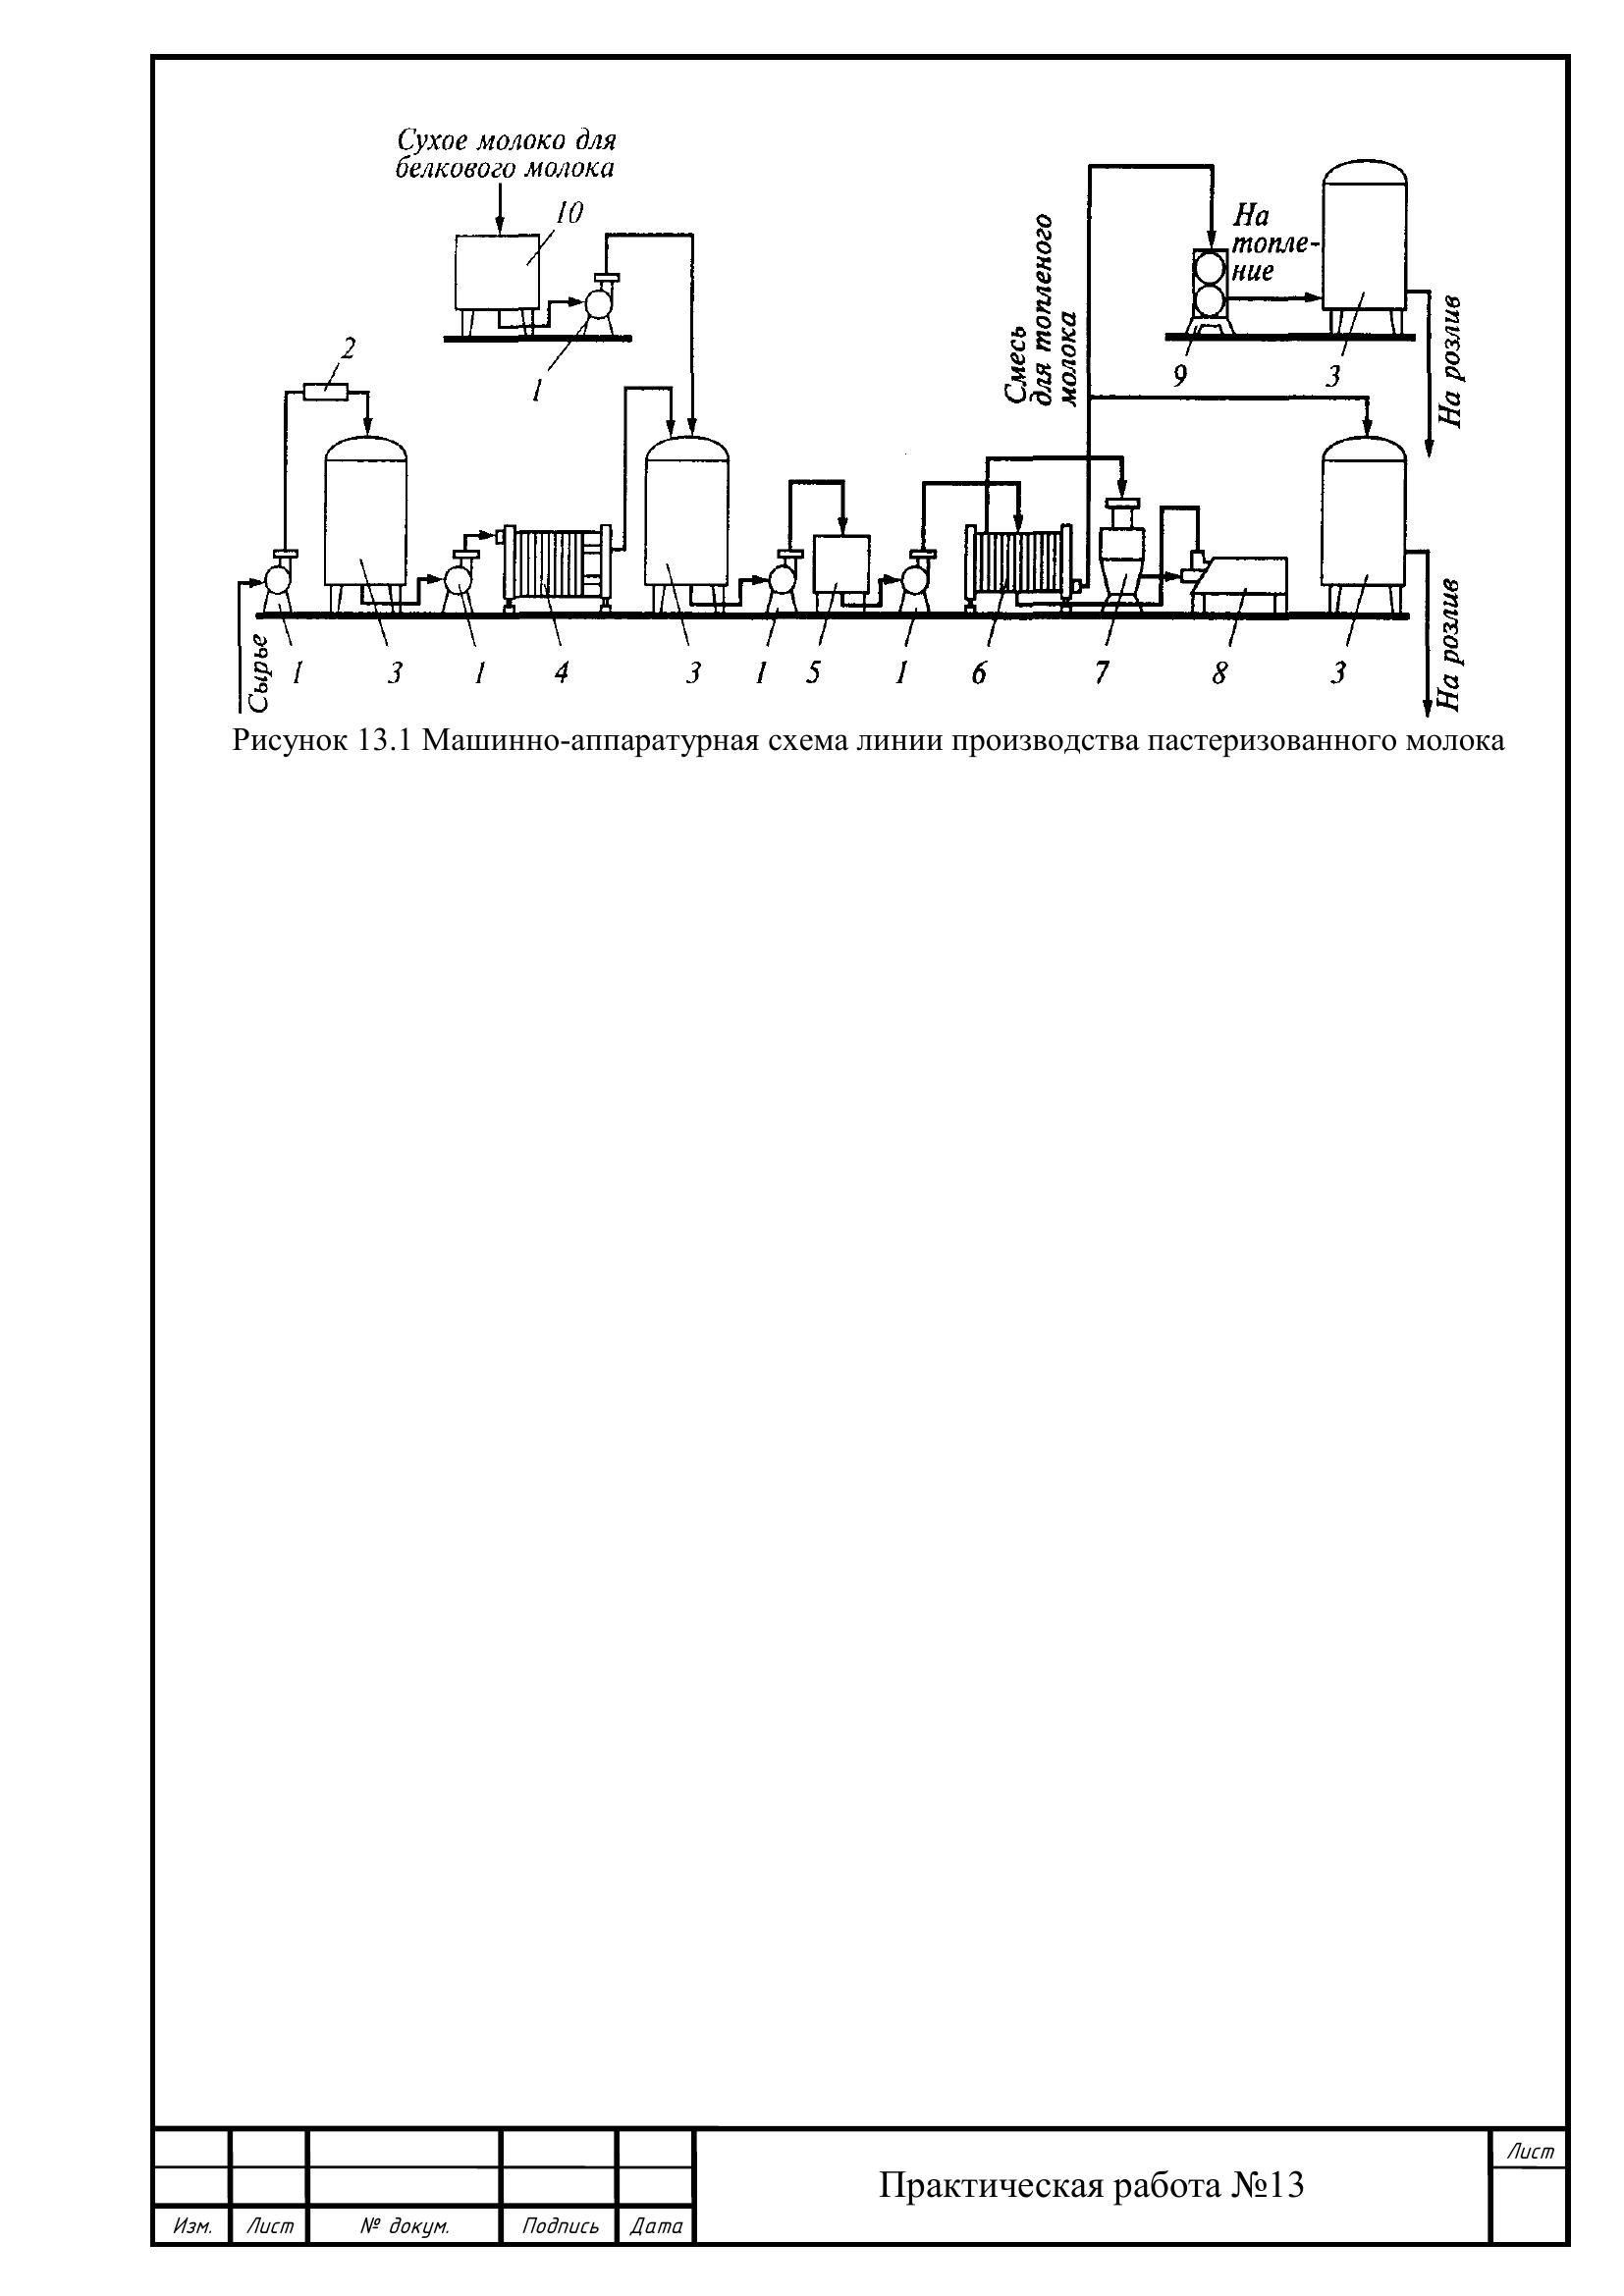 Сухое молоко для
белкового молока
10
1
2
Смесь
для топленого
молока
На
топле-
ние
9
3
На розлив
Сырье
1
3
1
4
3
1
5
1
6
7
8
3
На розлив
Рисунок 13.1 Машинно-аппаратурная схема линии производства пастеризованного молока
Практическая работа №13
Лист
Изм.
Лист
№ докум.
Подпись
Дата